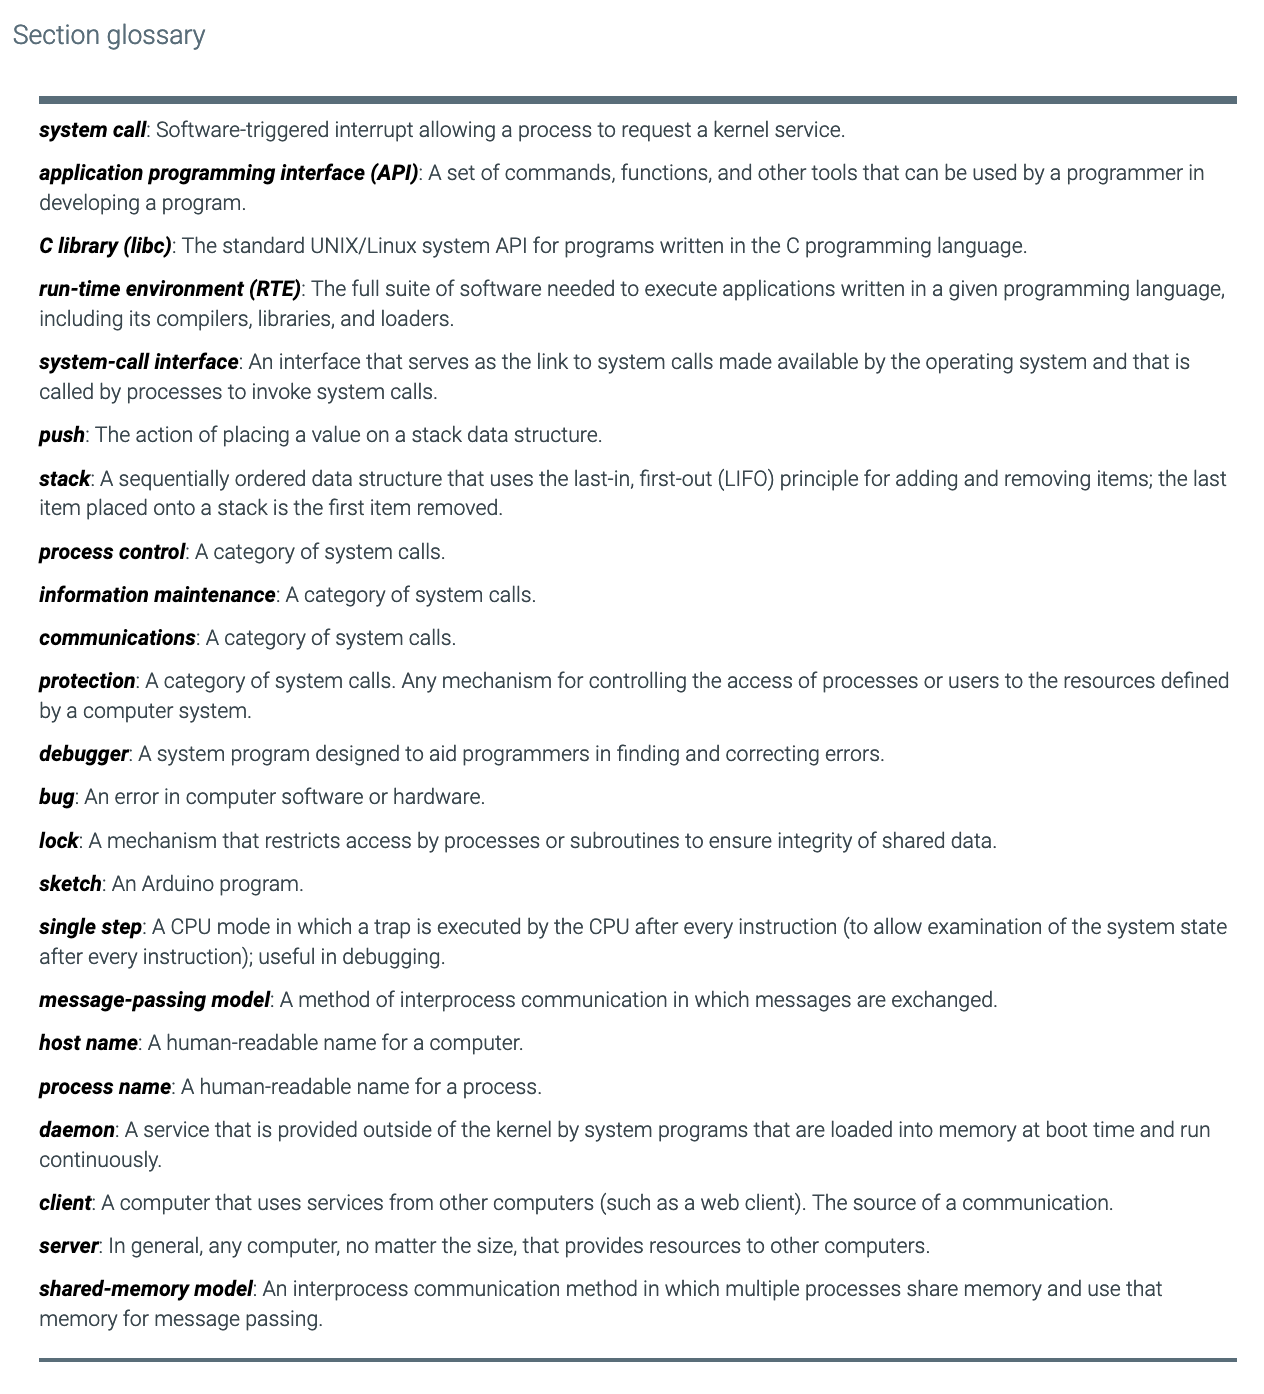 Section glossary
system call: Software-triggered interrupt allowing a process to request a kernel service.
application programming interface (API): A set of commands, functions, and other tools that can be used by a programmer in
developing a program.
C library (libc): The standard UNIX/Linux system API for programs written in the C programming language.
run-time environment (RTE): The full suite of software needed to execute applications written in a given programming language,
including its compilers, libraries, and loaders.
system-call interface: An interface that serves as the link to system calls made available by the operating system and that is
called by processes to invoke system calls.
push: The action of placing a value on a stack data structure.
stack: A sequentially ordered data structure that uses the last-in, first-out (LIFO) principle for adding and removing items; the last
item placed onto a stack is the first item removed.
process control: A category of system calls.
information maintenance: A category of system calls.
communications: A category of system calls.
protection: A category of system calls. Any mechanism for controlling the access of processes or users to the resources defined
by a computer system.
debugger: A system program designed to aid programmers in finding and correcting errors.
bug: An error in computer software or hardware.
lock: A mechanism that restricts access by processes or subroutines to ensure integrity of shared data.
sketch: An Arduino program.
single step: A CPU mode in which a trap is executed by the CPU after every instruction (to allow examination of the system state
after every instruction); useful in debugging.
message-passing model: A method of interprocess communication in which messages are exchanged.
host name: A human-readable name for a computer.
process name: A human-readable name for a process.
daemon: A service that is provided outside of the kernel by system programs that are loaded into memory at boot time and run
continuously.
client: A computer that uses services from other computers (such as a web client). The source of a communication.
server: In general, any computer, no matter the size, that provides resources to other computers.
shared-memory model: An interprocess communication method in which multiple processes share memory and use that
memory for message passing.